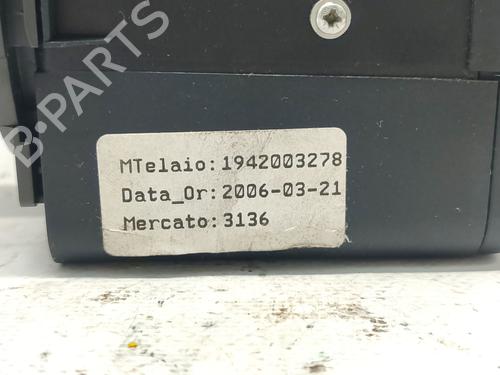 MTelaio:1942003278
Data_Or:2006-03-21
Mercato:3136
B-PARTS